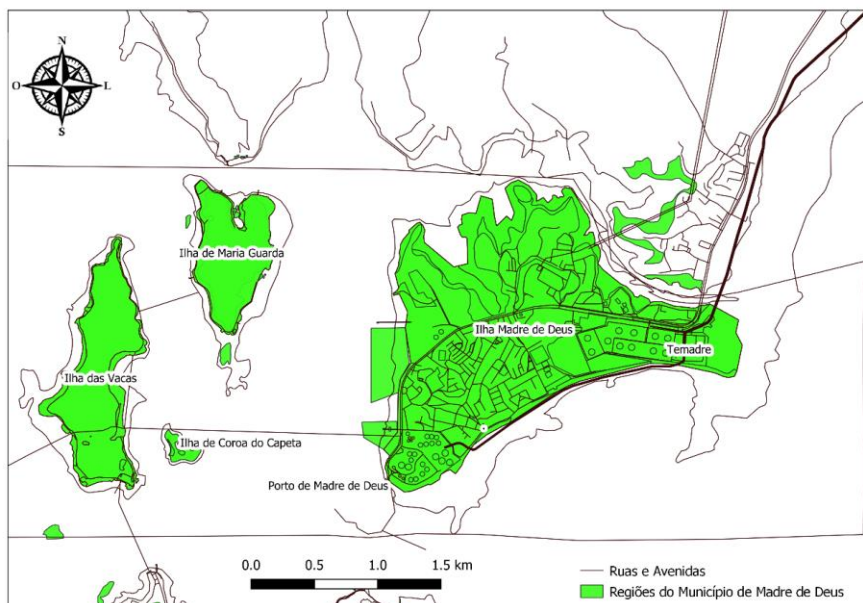 N
O
L
S
Ilha de Maria Guarda
Ilha Madre de Deus
Temadre
Ilha das Vacas
Ilha de Coroa do Capeta
Porto de Madre de Deus
0.0 0.5 1.0 1.5 km
Ruas e Avenidas
Regiões do Município de Madre de Deus